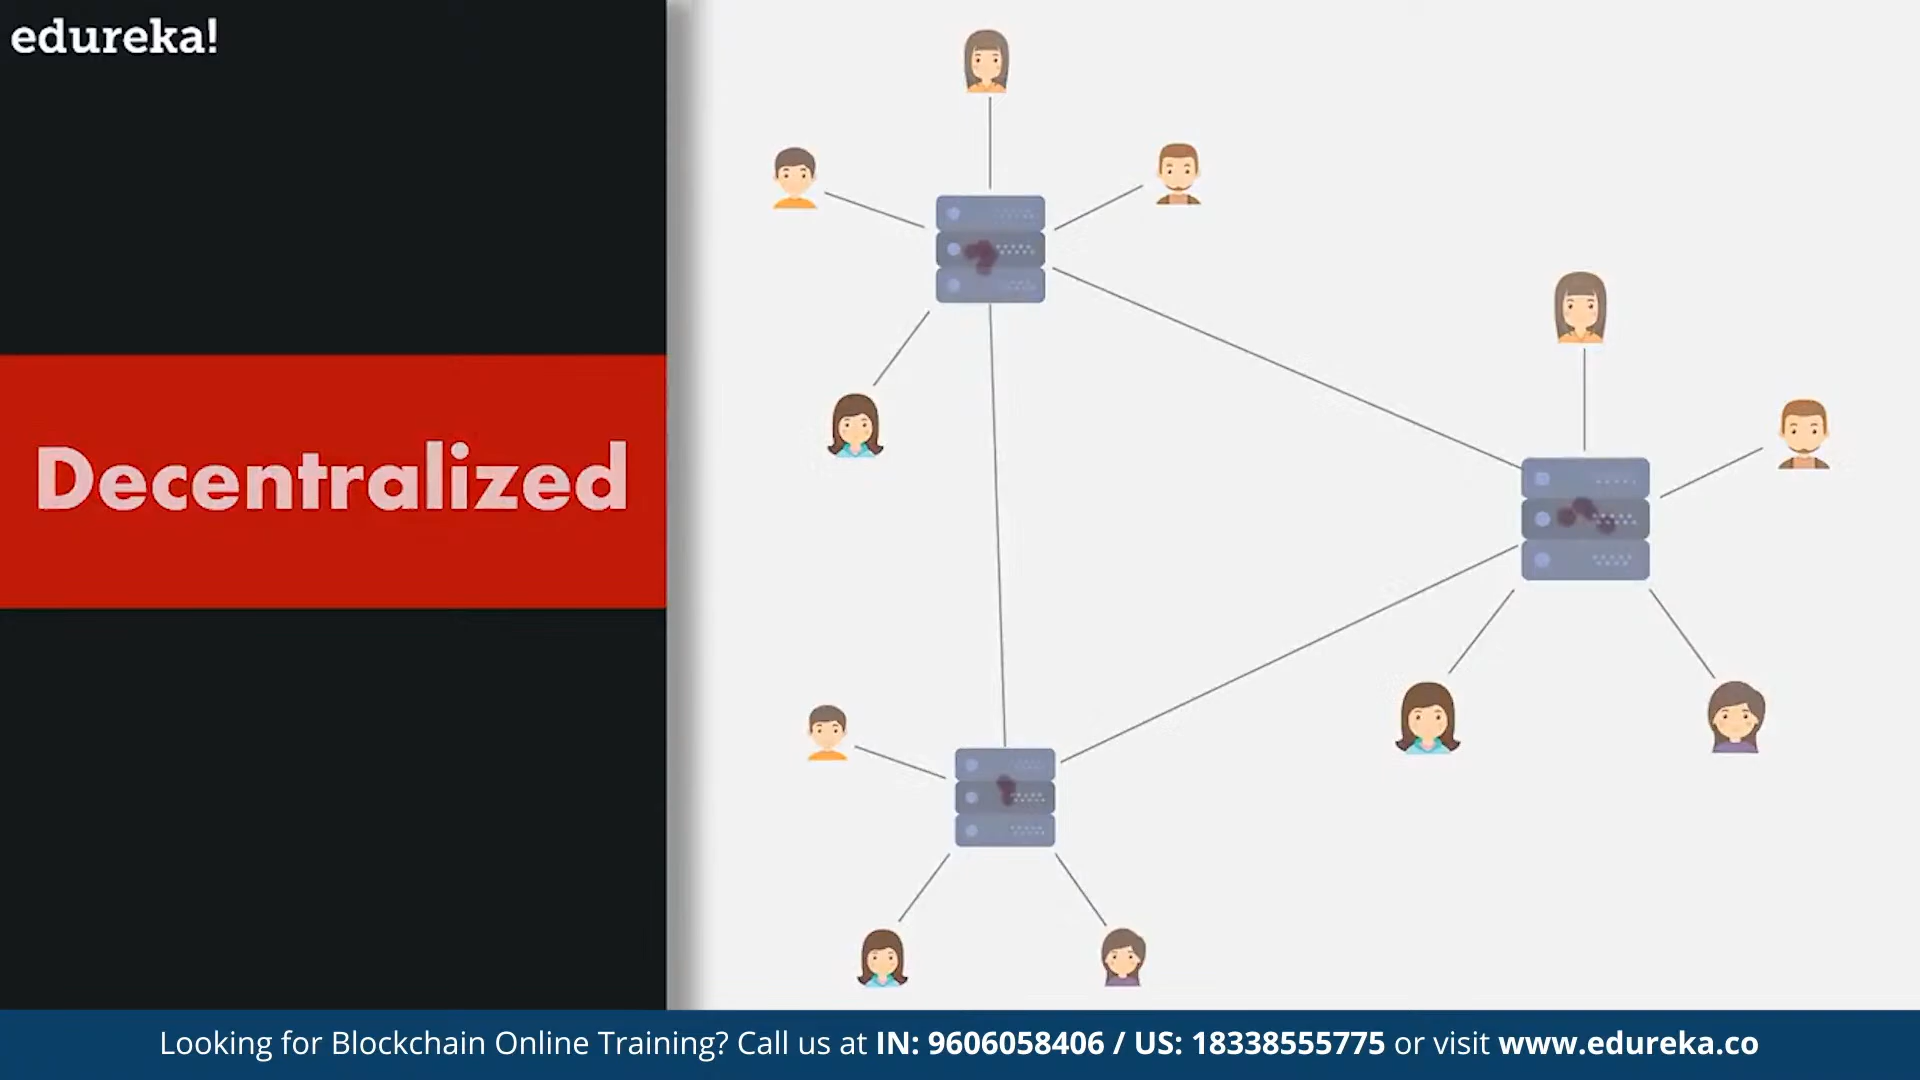 edureka!
Decentralized
Looking for Blockchain Online Training? Call us at IN: 9606058406 / US: 18338555775 or visit www.edureka.co